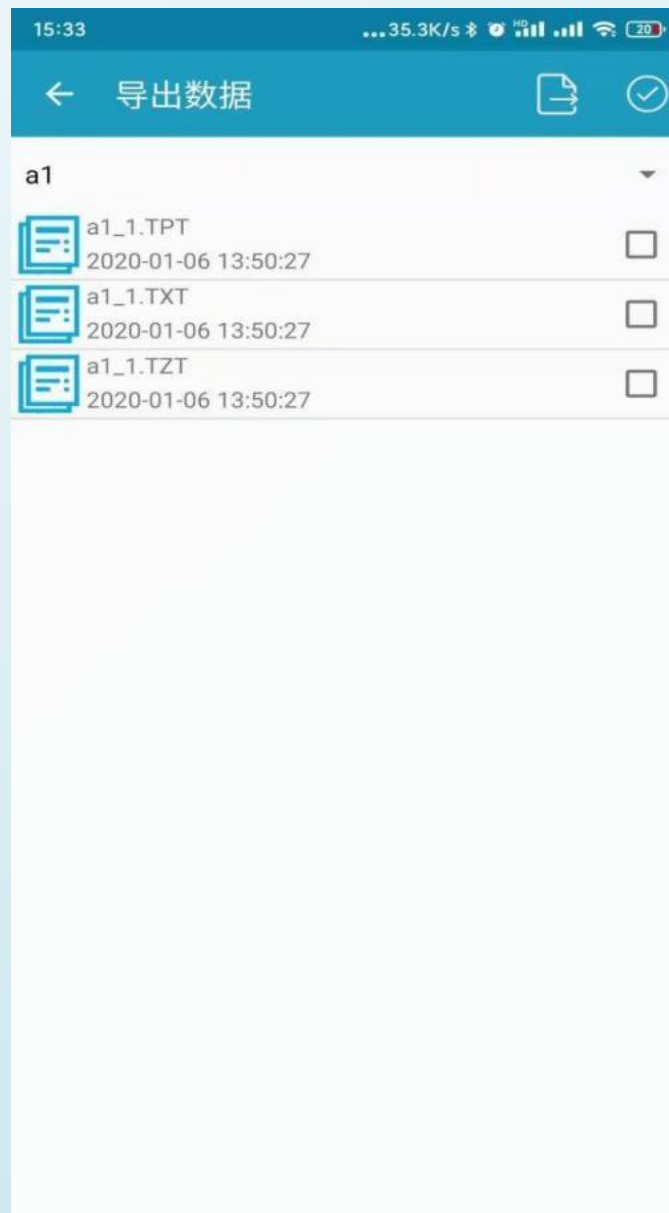 15:33 ...35.3K/s HD 20
导出数据
a1
a1_1.TPT
2020-01-06 13:50:27
a1_1.TXT
2020-01-06 13:50:27
a1_1.TZT
2020-01-06 13:50:27